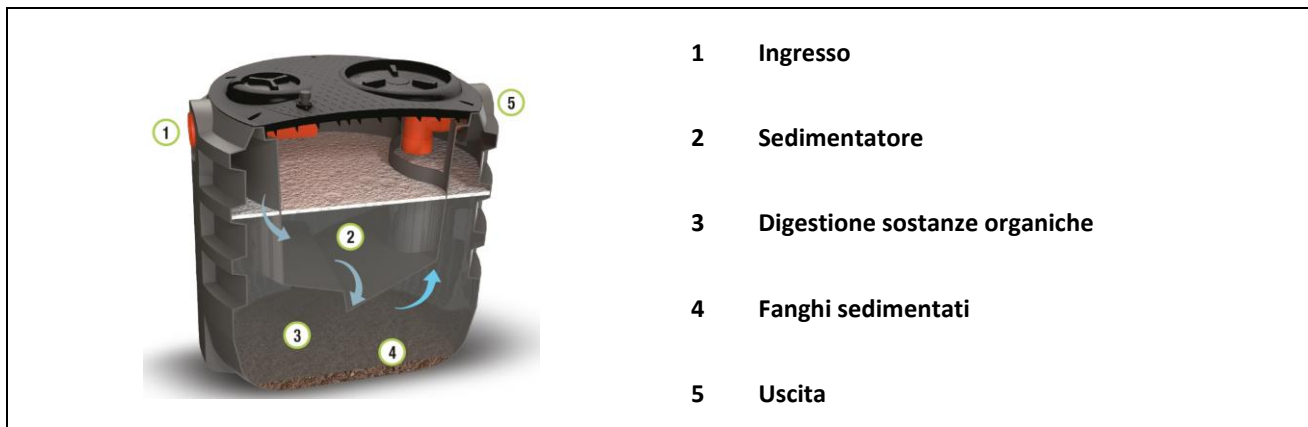 1
5
2
3
4
1 Ingresso
2 Sedimentatore
3 Digestione sostanze organiche
4 Fanghi sedimentati
5 Uscita